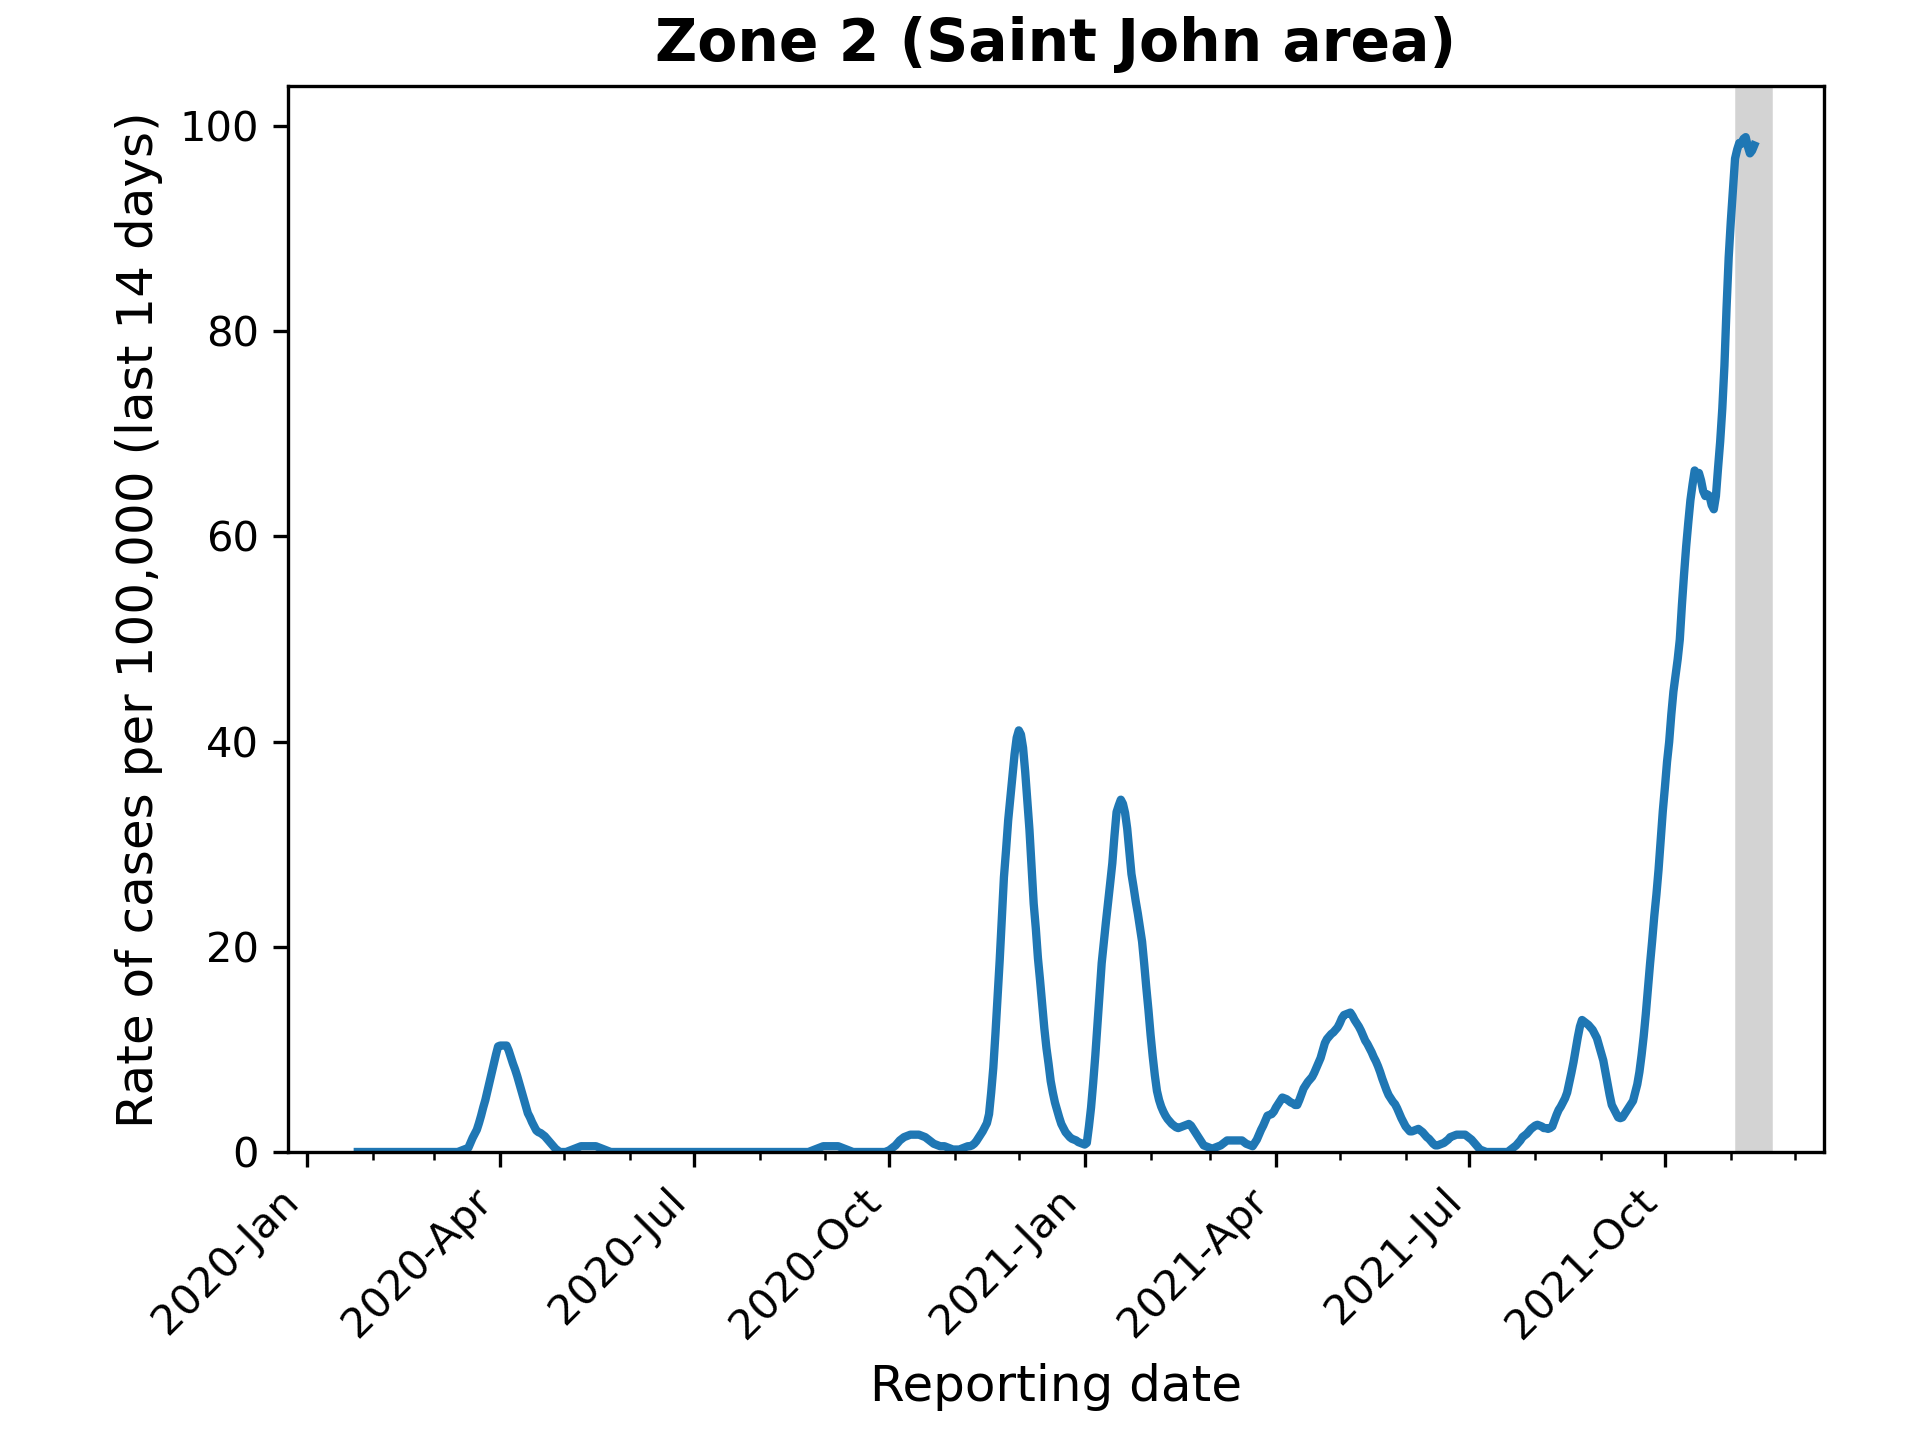 Zone 2 (Saint John area)
Rate of cases per 100,000 (last 14 days)
100
80
60
40
20
0
2020-Jan
2020-Apr
2020-Jul
2020-Oct
2021-Jan
2021-Apr
2021-Jul
2021-Oct
Reporting date